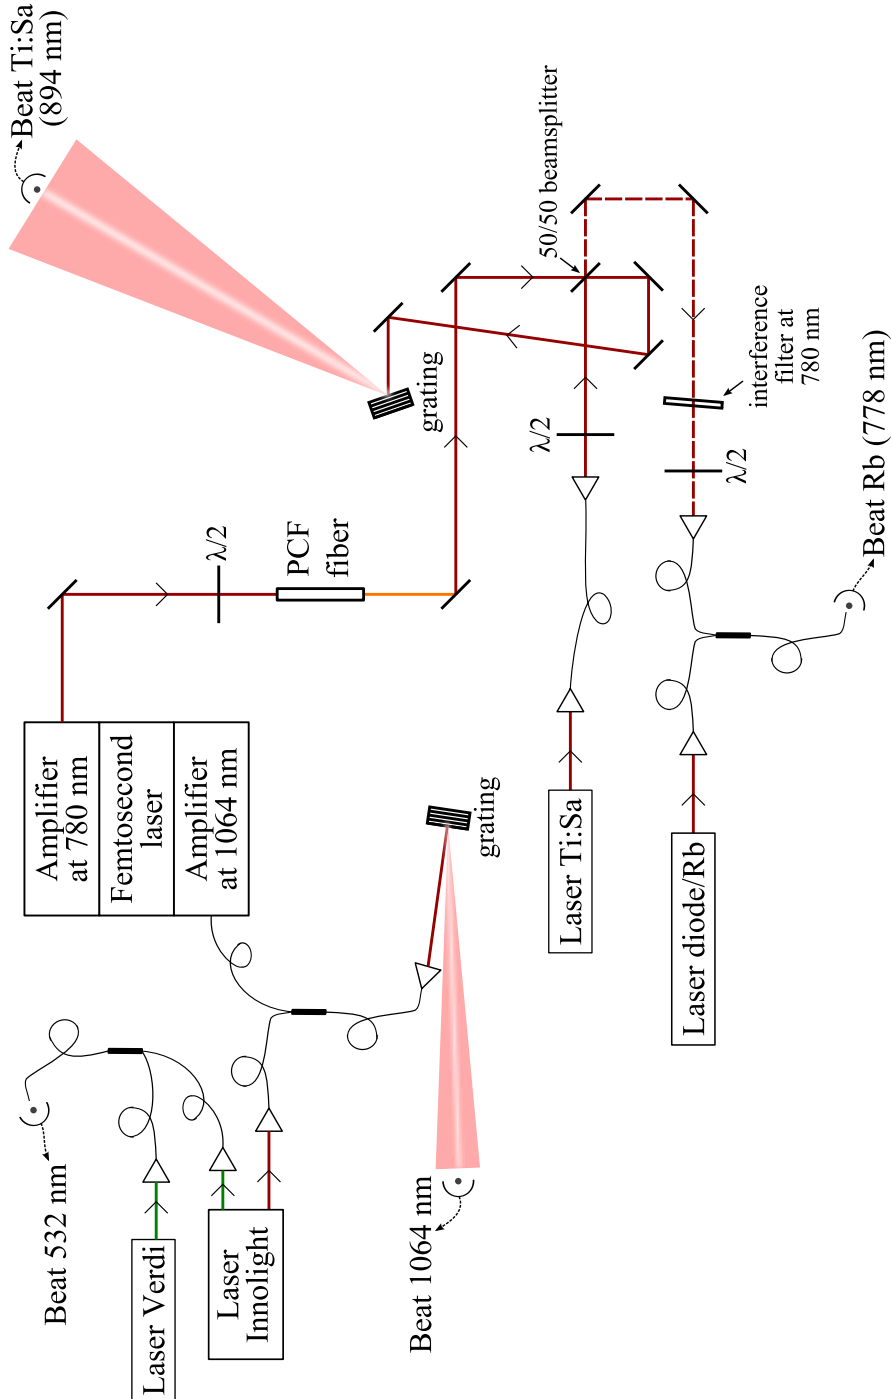 Beat Ti:Sa
(894 nm)
50/50 beamsplitter
grating
interference
filter at
780 nm
λ/2
λ/2
Beat Rb (778 nm)
λ/2
PCF
fiber
Amplifier
at 780 nm
Femtosecond
laser
Amplifier
at 1064 nm
grating
Laser Ti:Sa
Laser diode/Rb
Beat 532 nm
Beat 1064 nm
Laser Verdi
Laser
Innolight